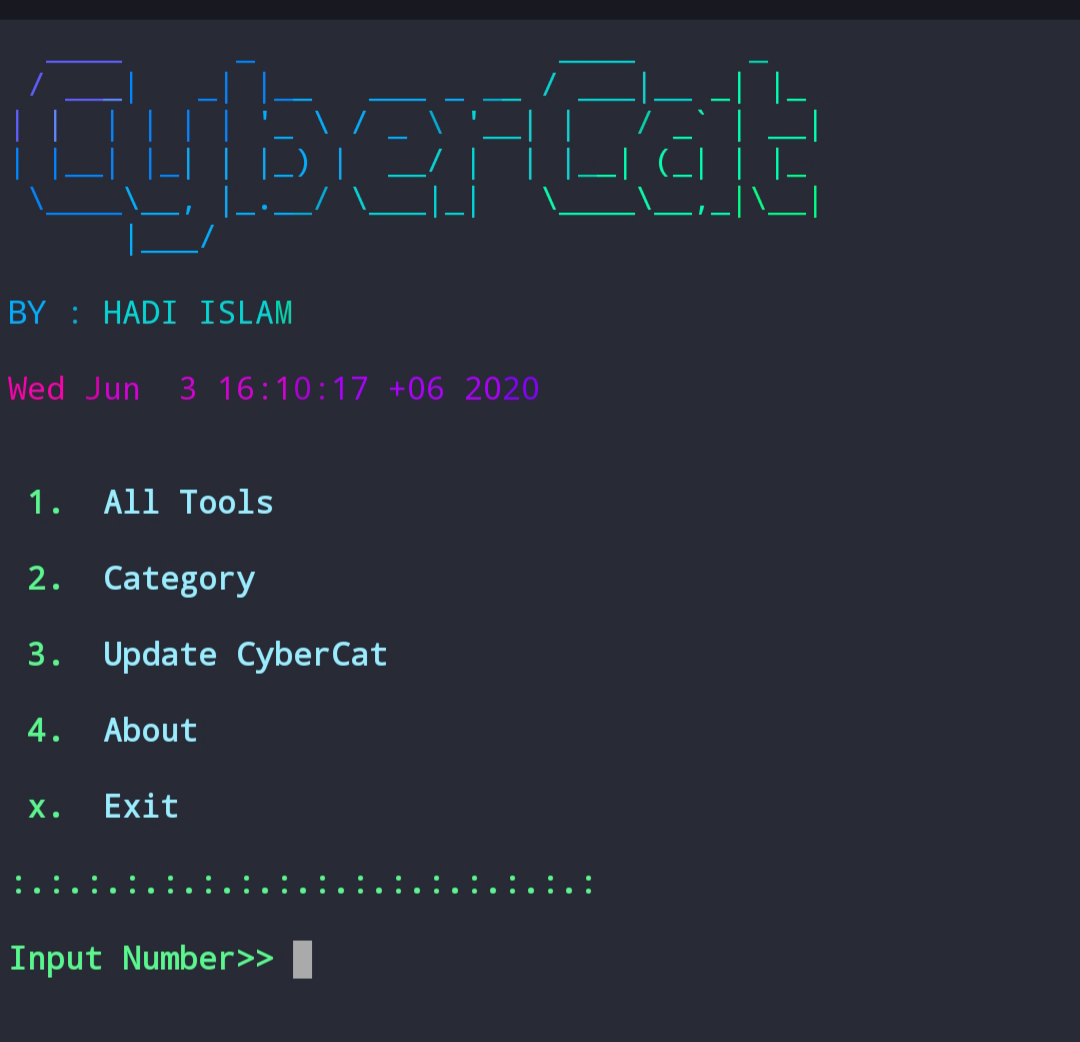 CyberCat
BY : HADI ISLAM
Wed Jun  3 16:10:17 +06 2020
1.  All Tools
2.  Category
3.  Update CyberCat
4.  About
x.  Exit
:.:.:.:.:.:.:.:.:.:.:.:.:.:.:.:
Input Number>>